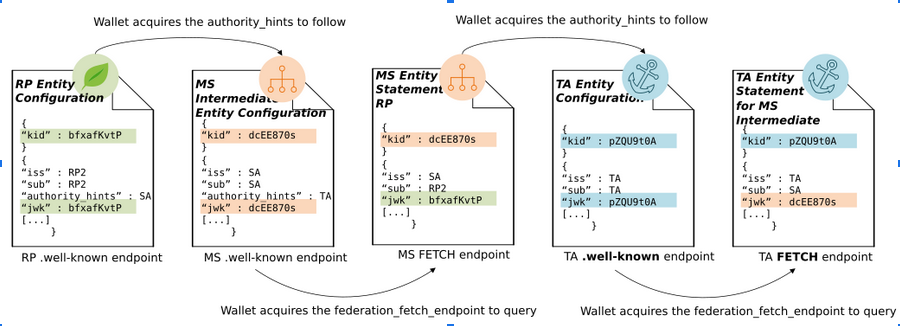 Wallet acquires the authority_hints to follow
Wallet acquires the authority_hints to follow
RP Entity
Configuration
{
“kid” : bfxafKvtP
}
{
“iss” : RP2
“sub” : RP2
“authority_hints” : SA
“jwk” : bfxafKvtP
[...]
}
RP .well-known endpoint
MS
Intermediate
Entity Configuration
{
“kid” : dcEE870s
}
{
“iss” : SA
“sub” : SA
“authority_hints” : TA
“jwk” : dcEE870s
[...]
}
MS .well-known endpoint
MS Entity
Statement
RP
{
“kid” : dcEE870s
}
{
“iss” : SA
“sub” : RP2
“jwk” : bfxafKvtP
[...]
}
MS FETCH endpoint
TA Entity
Configuration
{
“kid” : pZQU9t0A
}
{
“iss” : TA
“sub” : TA
“jwk” : pZQU9t0A
[...]
}
TA .well-known endpoint
TA Entity
Statement
for MS
Intermediate
{
“kid” : pZQU9t0A
}
{
“iss” : TA
“sub” : SA
“jwk” : dcEE870s
[...]
}
TA FETCH endpoint
Wallet acquires the federation_fetch_endpoint to query
Wallet acquires the federation_fetch_endpoint to query